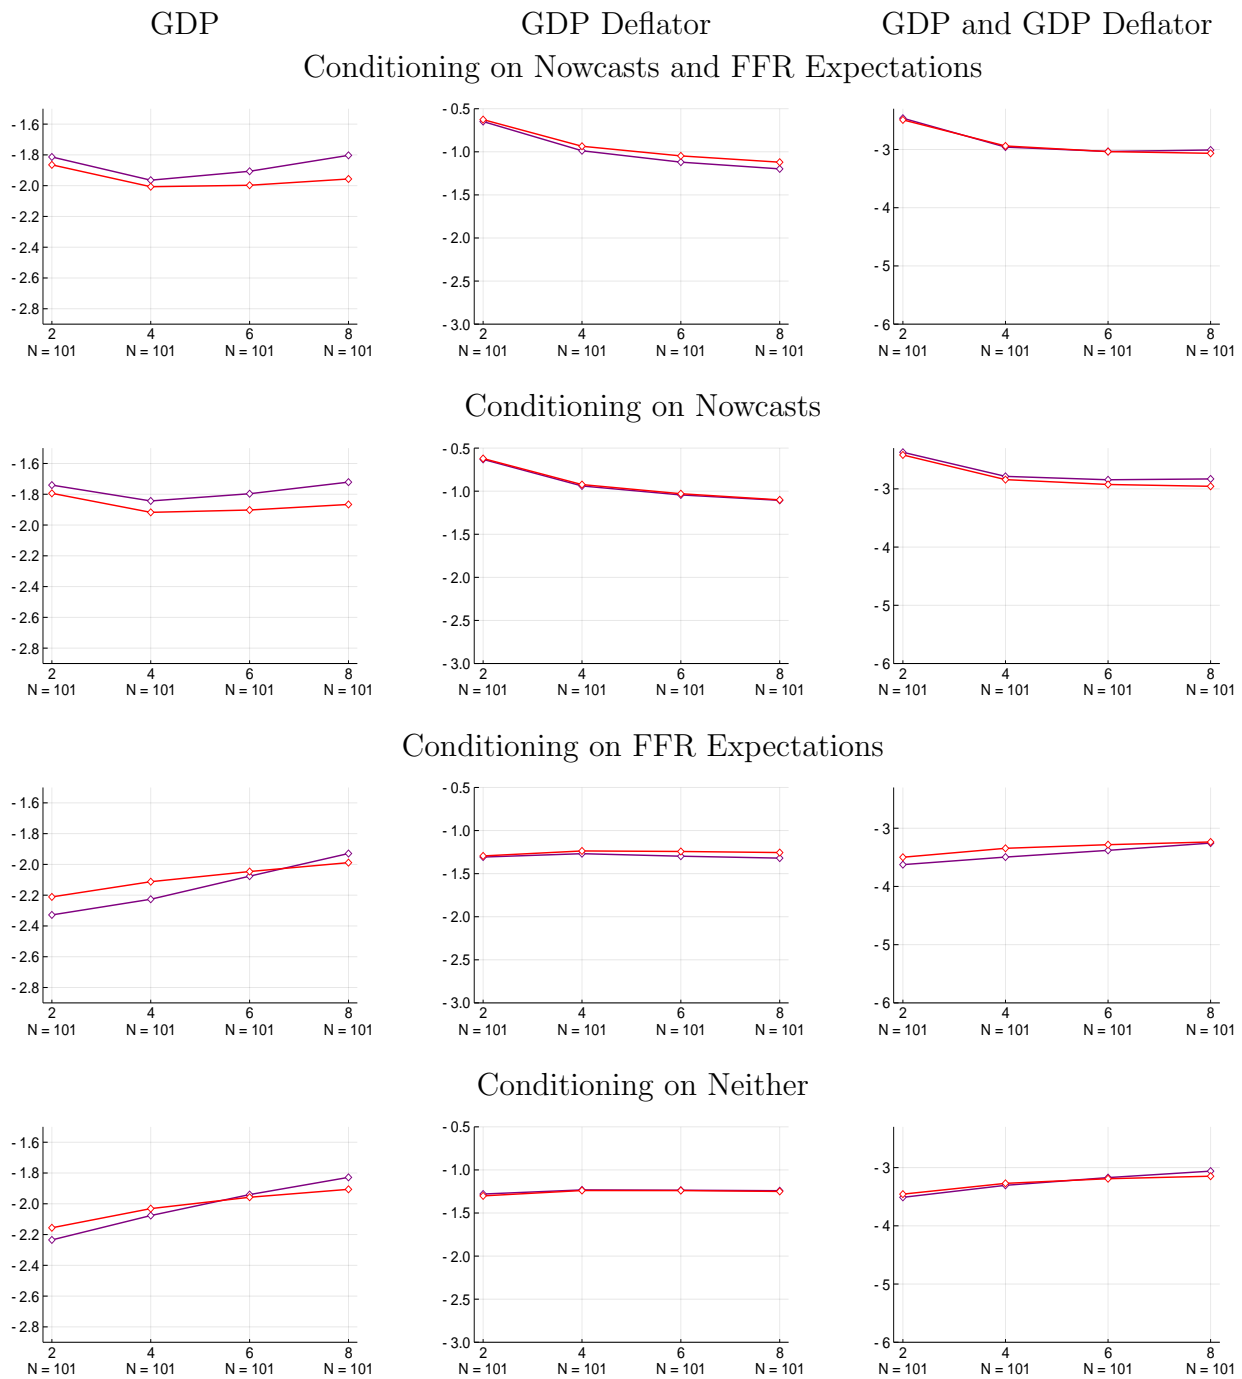 GDP GDP Deflator GDP and GDP Deflator
Conditioning on Nowcasts and FFR Expectations
- 1.6
- 1.8
- 2.0
- 2.2
- 2.4
- 2.6
- 2.8
2 4 6 8
N = 101 N = 101 N = 101 N = 101
- 0.5
- 1.0
- 1.5
- 2.0
- 2.5
- 3.0
2 4 6 8
N = 101 N = 101 N = 101 N = 101
- 3
- 4
- 5
- 6
2 4 6 8
N = 101 N = 101 N = 101 N = 101
Conditioning on Nowcasts
- 1.6
- 1.8
- 2.0
- 2.2
- 2.4
- 2.6
- 2.8
2 4 6 8
N = 101 N = 101 N = 101 N = 101
- 0.5
- 1.0
- 1.5
- 2.0
- 2.5
- 3.0
2 4 6 8
N = 101 N = 101 N = 101 N = 101
- 3
- 4
- 5
- 6
2 4 6 8
N = 101 N = 101 N = 101 N = 101
Conditioning on FFR Expectations
- 1.6
- 1.8
- 2.0
- 2.2
- 2.4
- 2.6
- 2.8
2 4 6 8
N = 101 N = 101 N = 101 N = 101
- 0.5
- 1.0
- 1.5
- 2.0
- 2.5
- 3.0
2 4 6 8
N = 101 N = 101 N = 101 N = 101
- 3
- 4
- 5
- 6
2 4 6 8
N = 101 N = 101 N = 101 N = 101
Conditioning on Neither
- 1.6
- 1.8
- 2.0
- 2.2
- 2.4
- 2.6
- 2.8
2 4 6 8
N = 101 N = 101 N = 101 N = 101
- 0.5
- 1.0
- 1.5
- 2.0
- 2.5
- 3.0
2 4 6 8
N = 101 N = 101 N = 101 N = 101
- 3
- 4
- 5
- 6
2 4 6 8
N = 101 N = 101 N = 101 N = 101